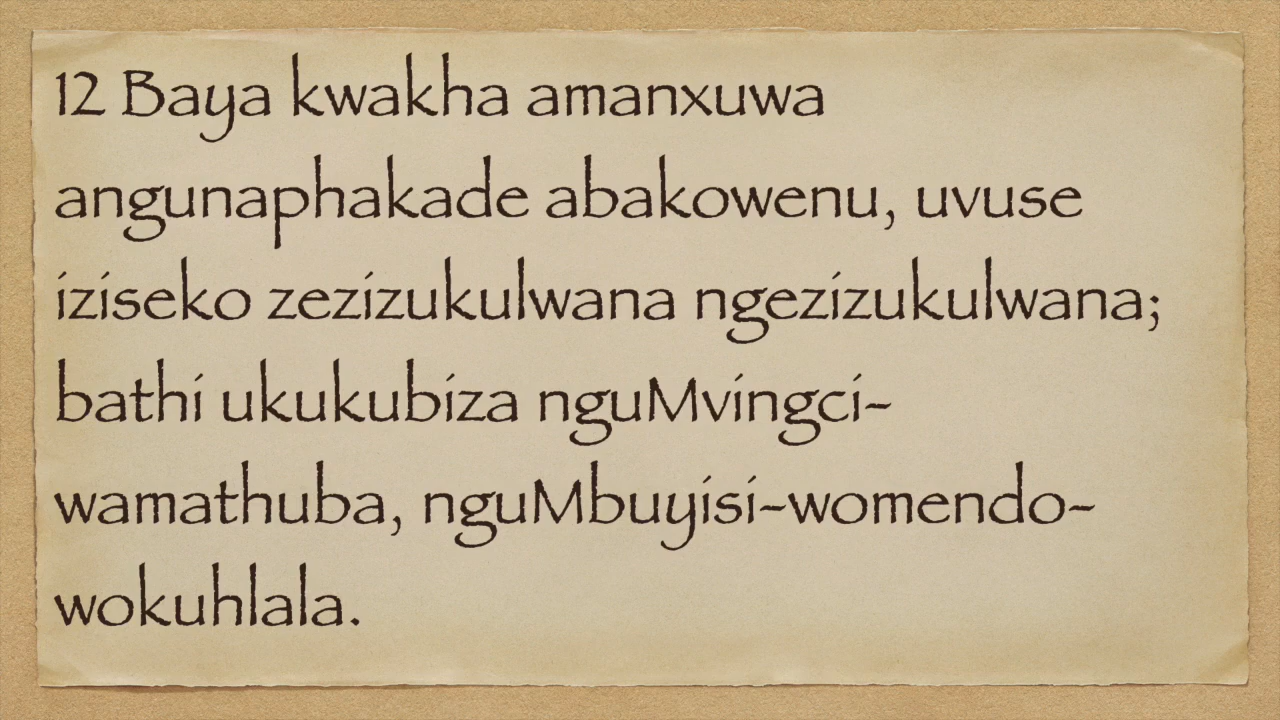 12 Baya kwakha amanxuwa
angunaphakade abakowenu, uvuse
iziseko zezizukulwana ngezizukulwana;
bathi ukukubiza nguMvingci-
wamathuba, nguMbuyisi-womendo-
wokuhlala.